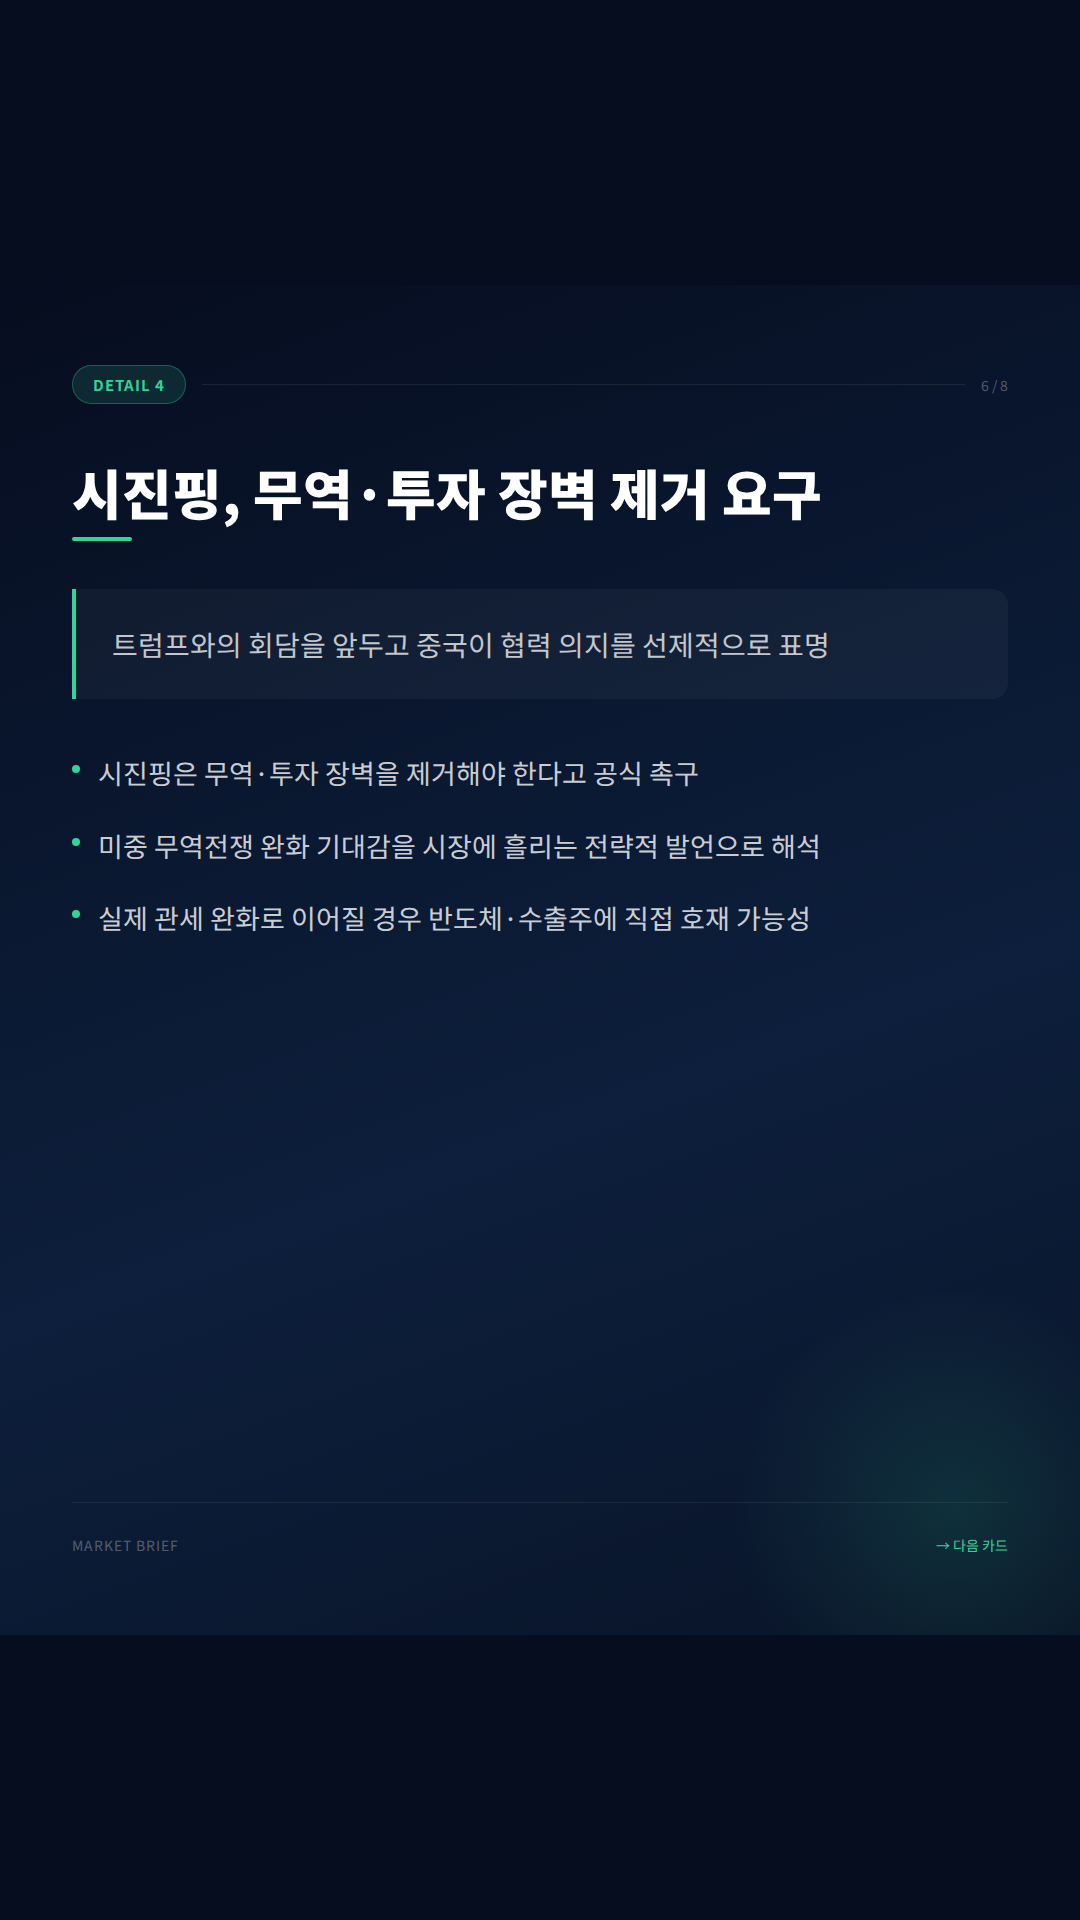 DETAIL 4
6 / 8
시진핑, 무역·투자 장벽 제거 요구
트럼프와의 회담을 앞두고 중국이 협력 의지를 선제적으로 표명
시진핑은 무역·투자 장벽을 제거해야 한다고 공식 촉구
미중 무역전쟁 완화 기대감을 시장에 흘리는 전략적 발언으로 해석
실제 관세 완화로 이어질 경우 반도체·수출주에 직접 호재 가능성
MARKET BRIEF
→ 다음 카드